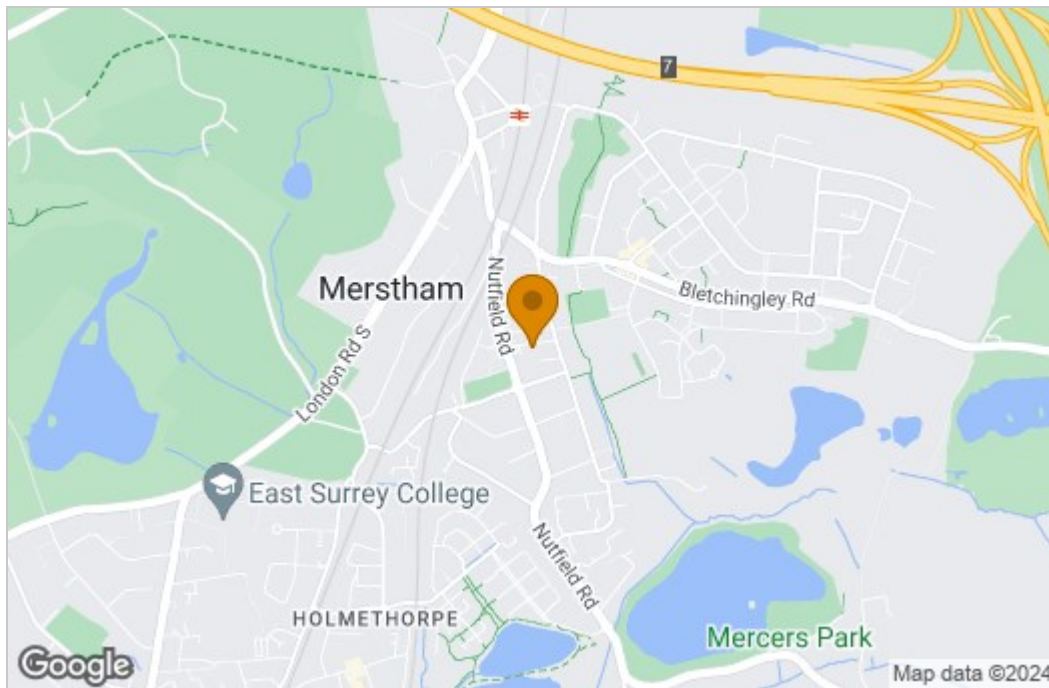 7
Nutfield Rd
Merstham
Bletchingley Rd
London Rd S
East Surrey College
Nutfield Rd
HOLMETHORPE
Mercers Park
Google
Map data ©2024